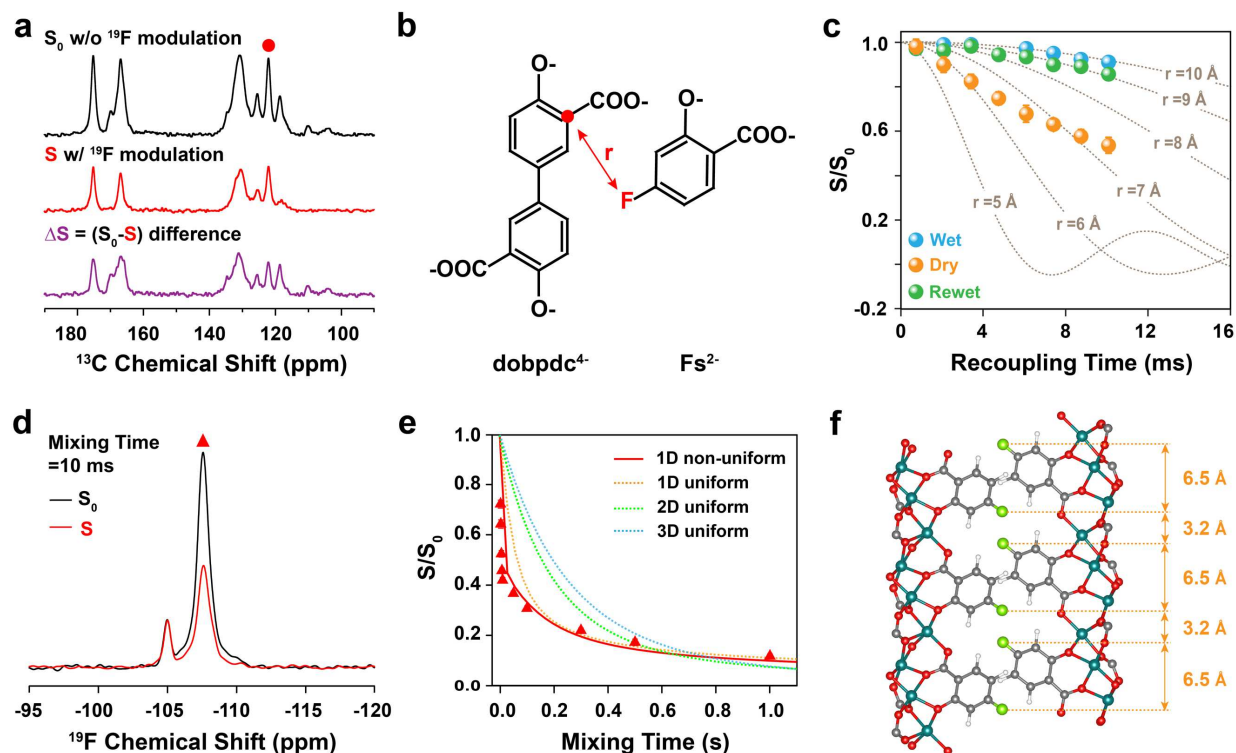 a
S₀ w/o ¹⁹F modulation
S w/ ¹⁹F modulation
ΔS = (S₀-S) difference
180 160 140 120 100
¹³C Chemical Shift (ppm)
b
O-
COO-
O-
COO-
r
F
-OOC
O-
dobpdc⁴⁻
Fs²⁻
c
1.0
0.6
0.2
-0.2
S/S₀
r = 10 Å
r = 9 Å
r = 8 Å
r = 7 Å
r = 6 Å
r = 5 Å
Wet
Dry
Rewet
0 4 8 12 16
Recoupling Time (ms)
d
Mixing Time
=10 ms
S₀
S
-95 -100 -105 -110 -115 -120
¹⁹F Chemical Shift (ppm)
e
1.0
0.8
0.6
0.4
0.2
0.0
S/S₀
1D non-uniform
1D uniform
2D uniform
3D uniform
0.0 0.2 0.4 0.6 0.8 1.0
Mixing Time (s)
f
6.5 Å
3.2 Å
6.5 Å
3.2 Å
6.5 Å